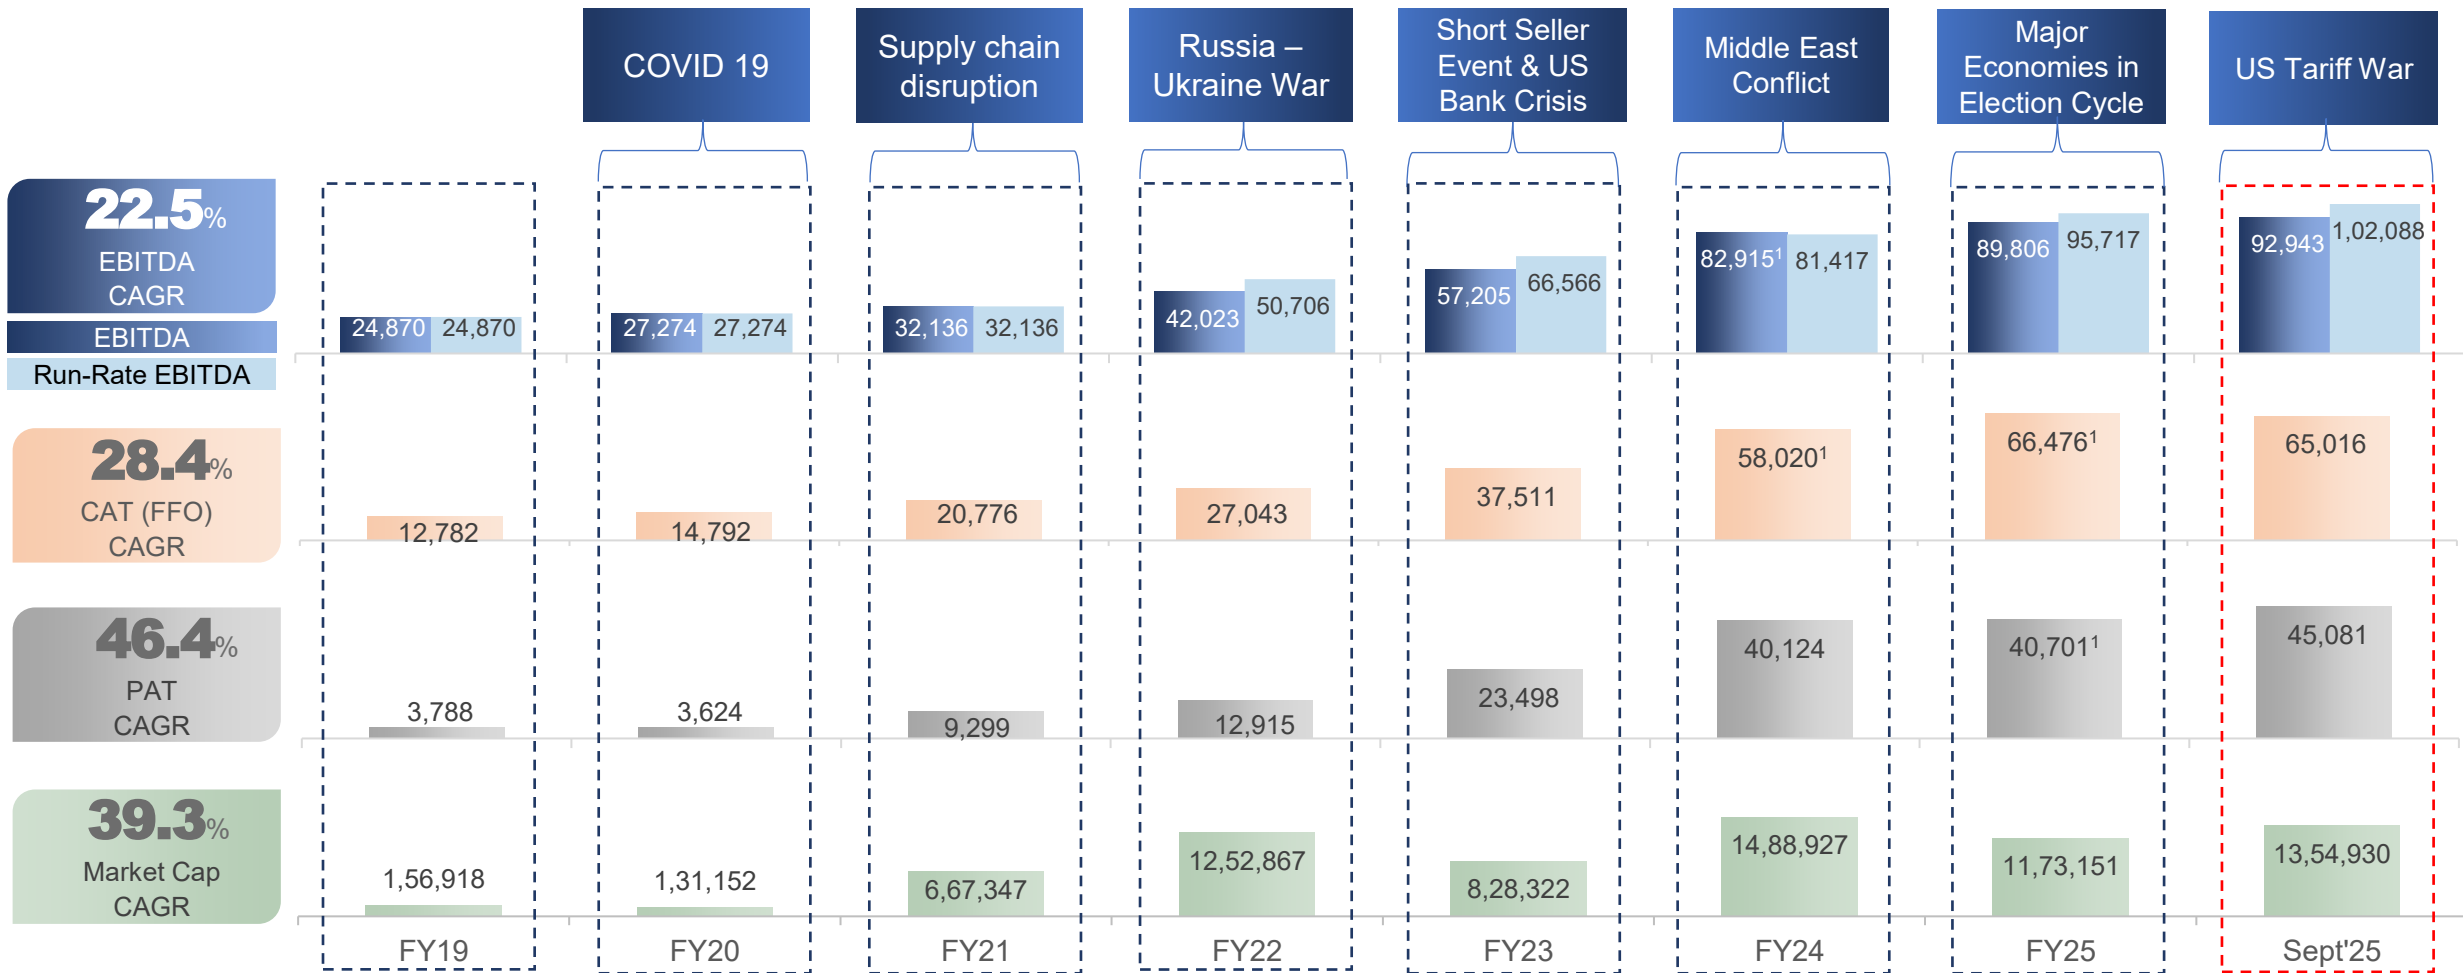 COVID 19
Supply chain
disruption
Russia –
Ukraine War
Short Seller
Event & US
Bank Crisis
Middle East
Conflict
Major
Economies in
Election Cycle
US Tariff War
22.5%
EBITDA
CAGR
EBITDA
Run-Rate EBITDA
24,870 24,870
27,274 27,274
32,136 32,136
42,023 50,706
57,205 66,566
82,915¹ 81,417
89,806 95,717
92,943 1,02,088
28.4%
CAT (FFO)
CAGR
12,782
14,792
20,776
27,043
37,511
58,020¹
66,476¹
65,016
46.4%
PAT
CAGR
3,788
3,624
9,299
12,915
23,498
40,124
40,701¹
45,081
39.3%
Market Cap
CAGR
1,56,918
1,31,152
6,67,347
12,52,867
8,28,322
14,88,927
11,73,151
13,54,930
FY19
FY20
FY21
FY22
FY23
FY24
FY25
Sept'25